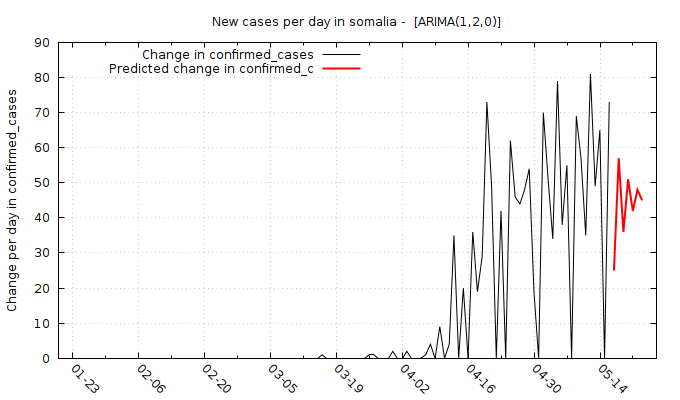 New cases per day in somalia -  [ARIMA(1,2,0)]
Change in confirmed_cases
Predicted change in confirmed_c
Change per day in confirmed_cases
90
80
70
60
50
40
30
20
10
0
01-23 02-06 02-20 03-05 03-19 04-02 04-16 04-30 05-14